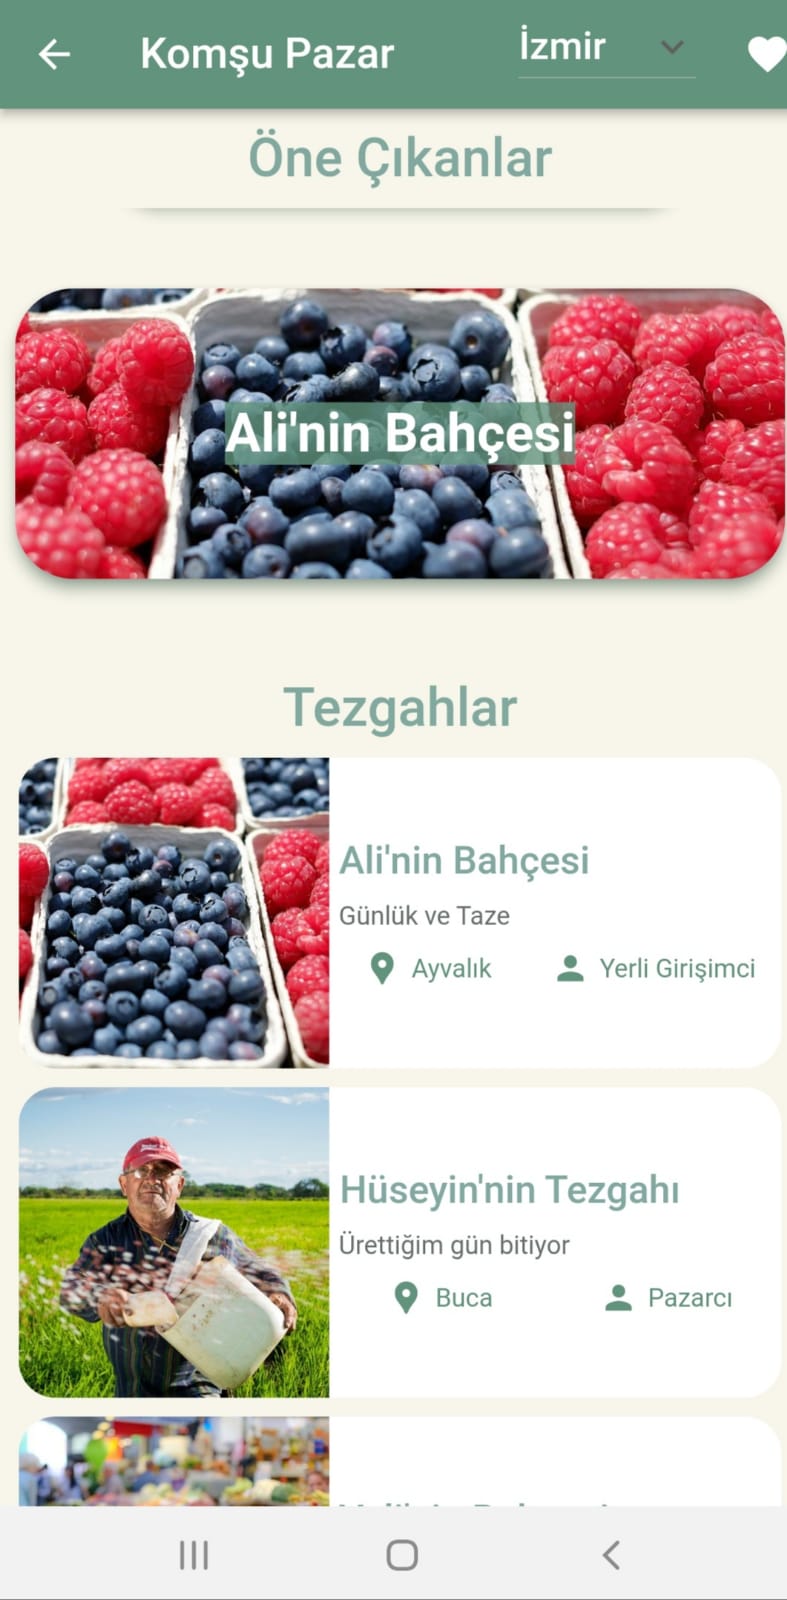 Komşu Pazar
İzmir
Öne Çıkanlar
Ali'nin Bahçesi
Tezgahlar
Ali'nin Bahçesi
Günlük ve Taze
Ayvalık
Yerli Girişimci
Hüseyin'nin Tezgahı
Ürettiğim gün bitiyor
Buca
Pazarcı